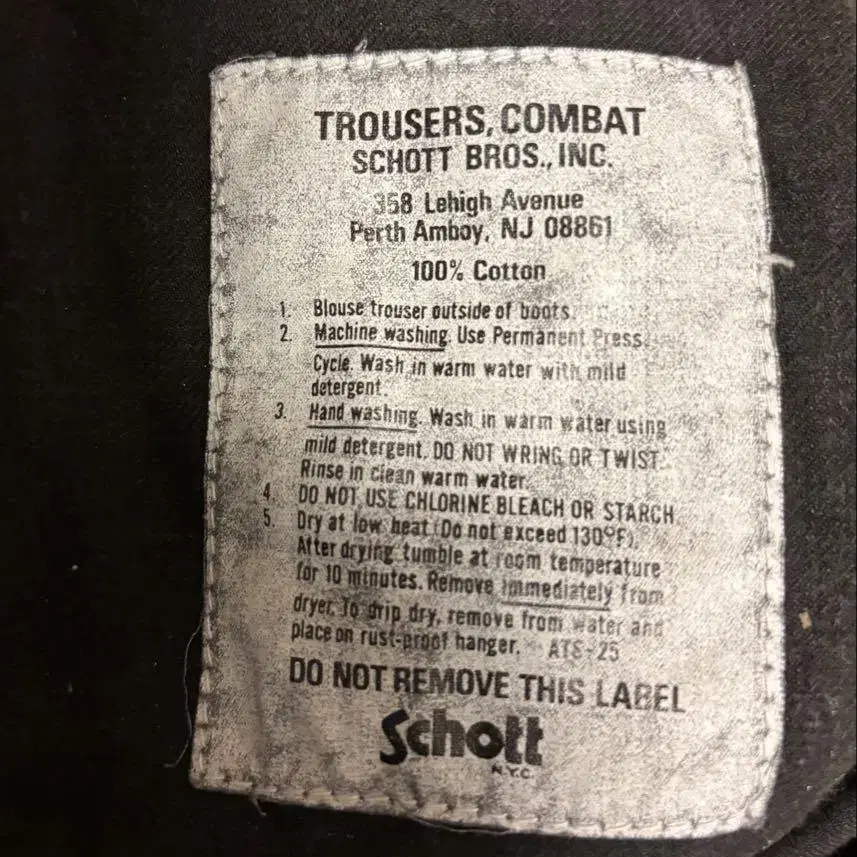 TROUSERS, COMBAT
SCHOTT BROS., INC.
358 Lehigh Avenue
Perth Amboy, NJ 08861
100% Cotton
1. Blouse trouser outside of boots.
2. Machine washing. Use Permanent Press
Cycle. Wash in warm water with mild
detergent.
3. Hand washing. Wash in warm water using
mild detergent. DO NOT WRING OR TWIST.
Rinse in clean warm water.
4. DO NOT USE CHLORINE BLEACH OR STARCH
5. Dry at low heat (Do not exceed 130°F).
After drying tumble at room temperature
for 10 minutes. Remove immediately from
dryer. To drip dry, remove from water and
place on rust-proof hanger. ATS-25
DO NOT REMOVE THIS LABEL
Schott
N.Y.C.